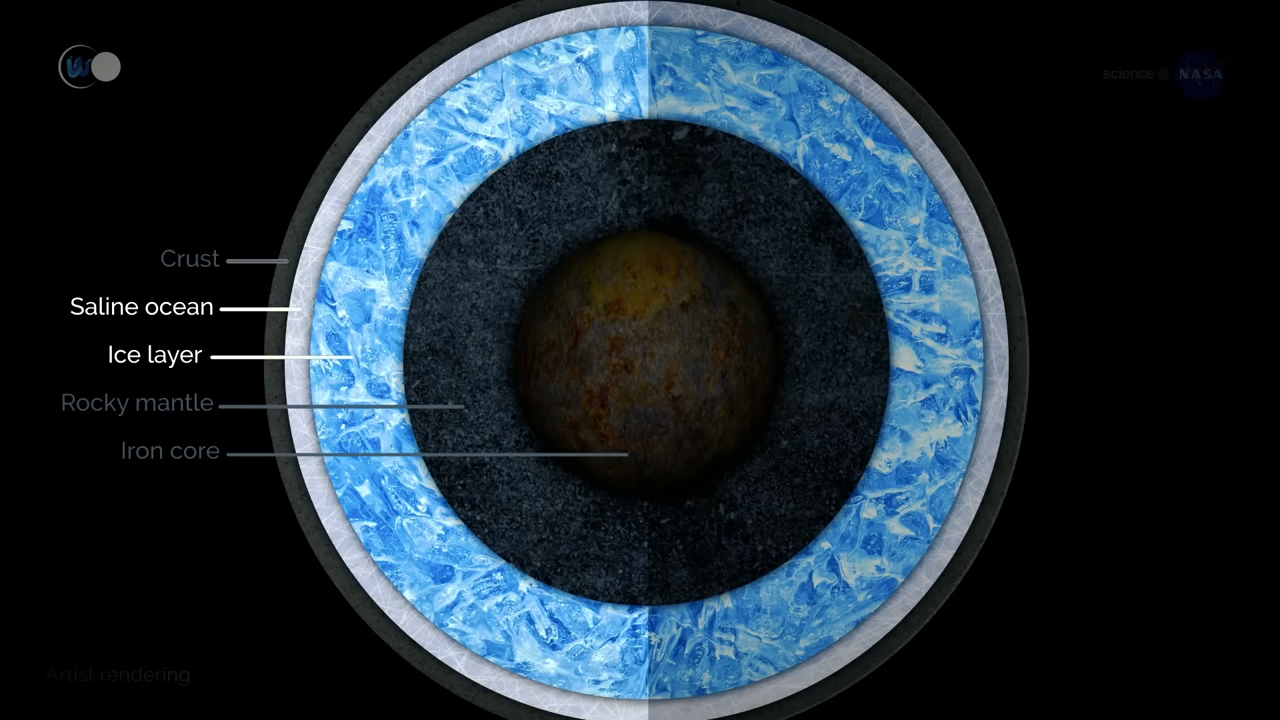 science @ NASA
Crust
Saline ocean
Ice layer
Rocky mantle
Iron core
Artist rendering